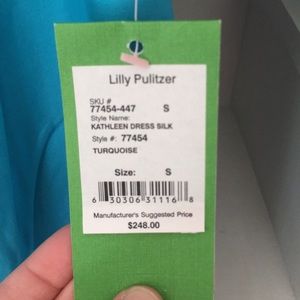 Lilly Pulitzer
SKU #
77454-447 S
Style Name:
KATHLEEN DRESS SILK
Style #: 77454
TURQUOISE
Size: S
6 30306 31116 8
Manufacturer's Suggested Price
$248.00